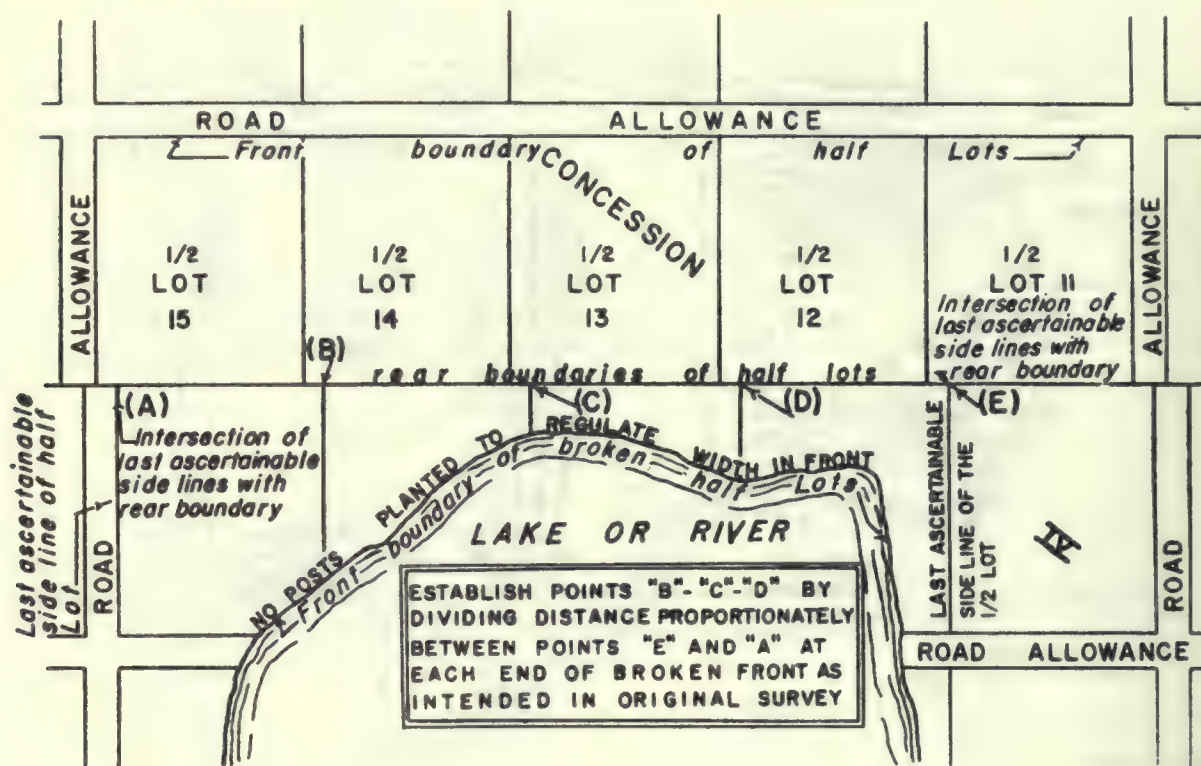 ROAD ALLOWANCE
Front boundary of half Lots
CONCESSION
ALLOWANCE
1/2
LOT
15
1/2
LOT
14
1/2
LOT
13
1/2
LOT
12
1/2
LOT 11
ALLOWANCE
Intersection of
last ascertainable
side lines with
rear boundary
(B)
rear boundaries of half lots
(A)
(C)
(D)
(E)
Last ascertainable
side line of half
Lot
ROAD
Intersection of
last ascertainable
side lines with
rear boundary
NO POSTS PLANTED TO REGULATE WIDTH IN FRONT
Front boundary of broken half Lots
LAKE OR RIVER
LAST ASCERTAINABLE
SIDE LINE OF THE
1/2 LOT
IV
ROAD
ROAD ALLOWANCE
ESTABLISH POINTS "B"-"C"-"D" BY
DIVIDING DISTANCE PROPORTIONATELY
BETWEEN POINTS "E" AND "A" AT
EACH END OF BROKEN FRONT AS
INTENDED IN ORIGINAL SURVEY